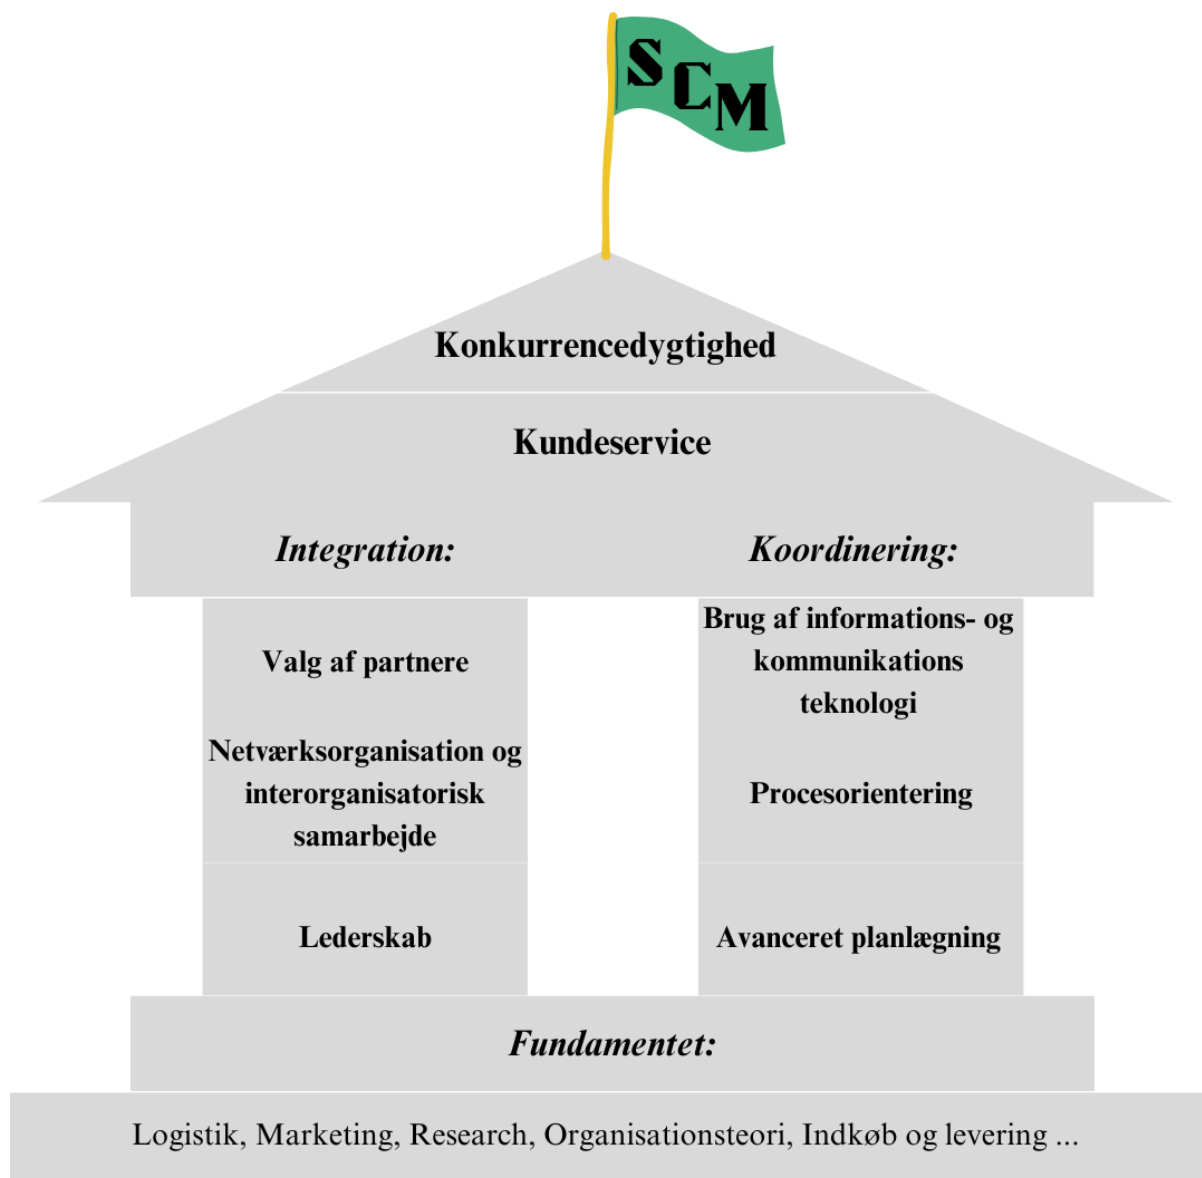 SCM
Konkurrencedygtighed
Kundeservice
Integration:
Valg af partnere
Netværksorganisation og
interorganisatorisk
samarbejde
Lederskab
Koordinering:
Brug af informations- og
kommunikations
teknologi
Procesorientering
Avanceret planlægning
Fundamentet:
Logistik, Marketing, Research, Organisationsteori, Indkøb og levering ...